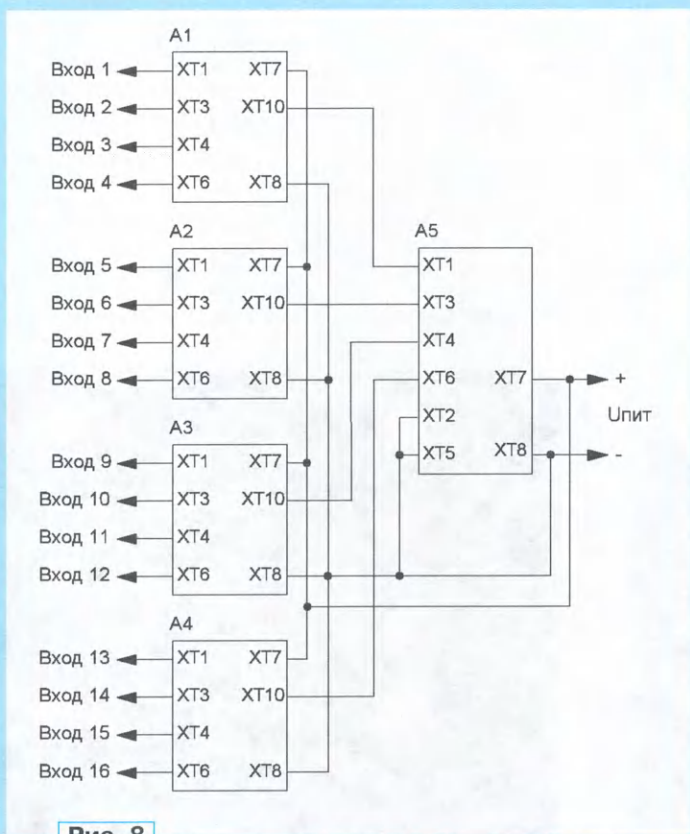 A1
Вход 1 XT1 XT7
Вход 2 XT3 XT10
Вход 3 XT4
Вход 4 XT6 XT8
A2
Вход 5 XT1 XT7
Вход 6 XT3 XT10
Вход 7 XT4
Вход 8 XT6 XT8
A3
Вход 9 XT1 XT7
Вход 10 XT3 XT10
Вход 11 XT4
Вход 12 XT6 XT8
A4
Вход 13 XT1 XT7
Вход 14 XT3 XT10
Вход 15 XT4
Вход 16 XT6 XT8
A5
XT1
XT3
XT4
XT6 XT7 +
XT2 Uпит
XT5 XT8 -
Рис. 8